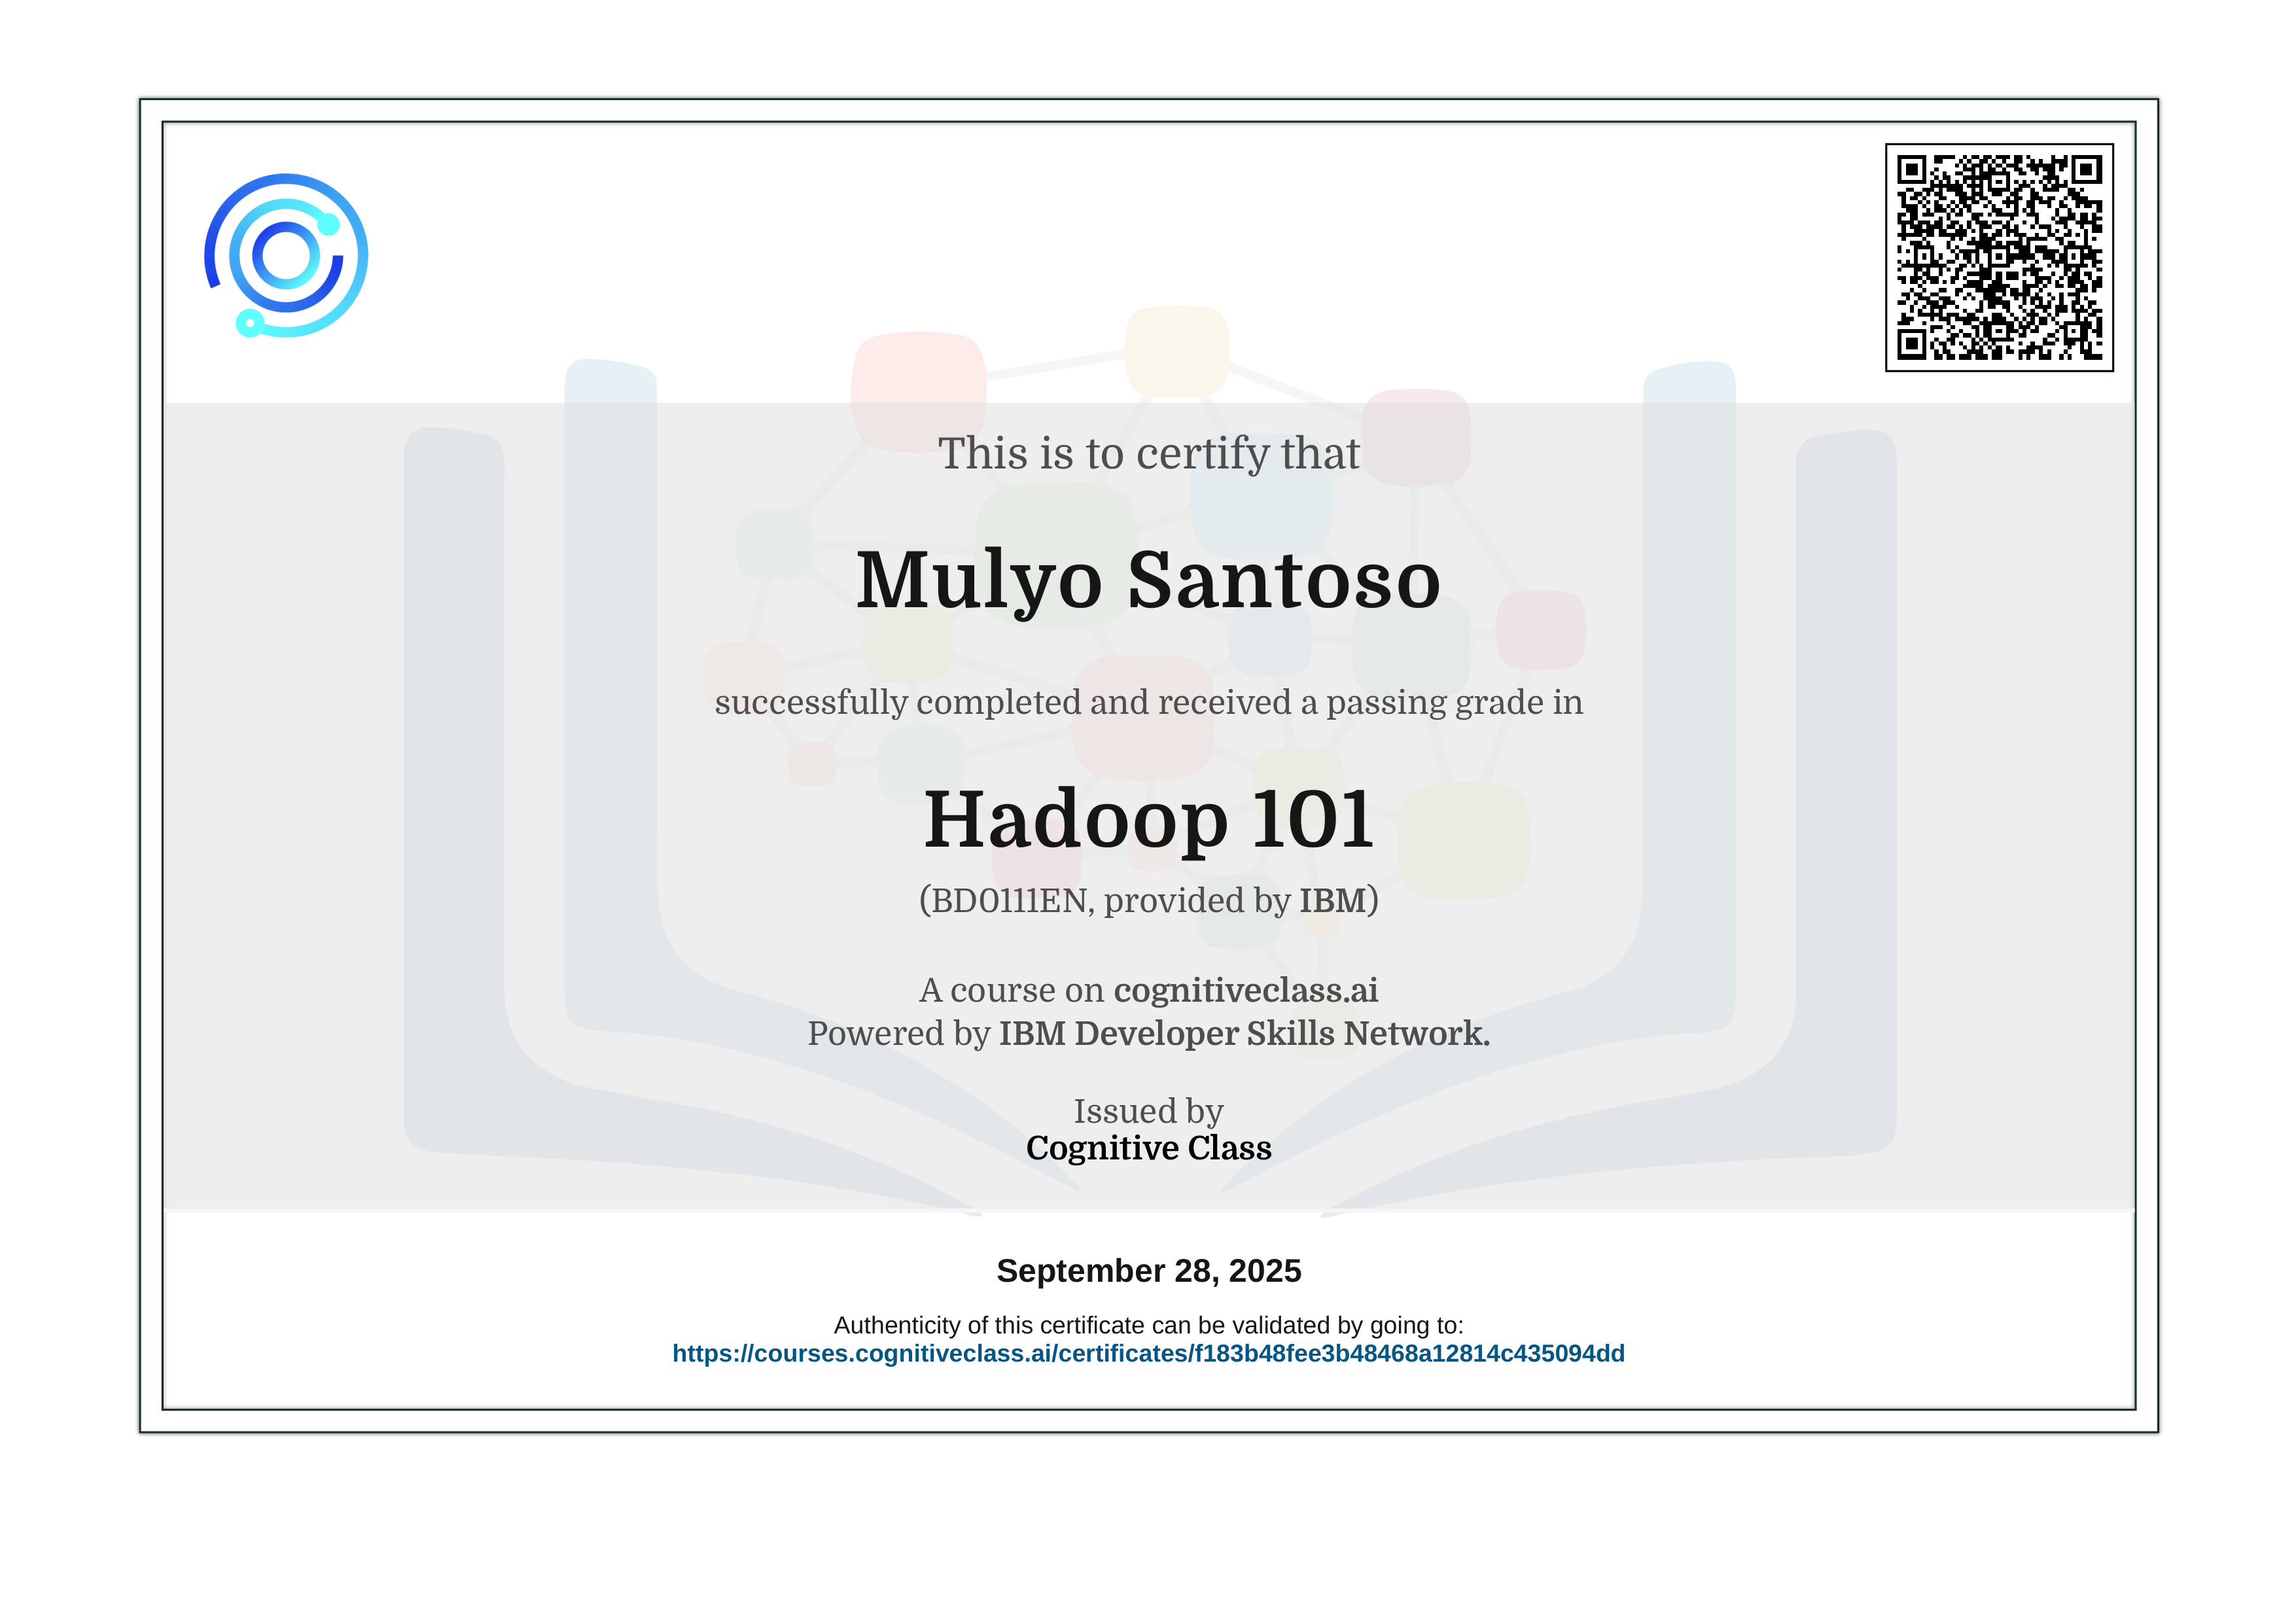 This is to certify that
Mulyo Santoso
successfully completed and received a passing grade in
Hadoop 101
(BD0111EN, provided by IBM)
A course on cognitiveclass.ai
Powered by IBM Developer Skills Network.
Issued by
Cognitive Class
September 28, 2025
Authenticity of this certificate can be validated by going to:
https://courses.cognitiveclass.ai/certificates/f183b48fee3b48468a12814c435094dd